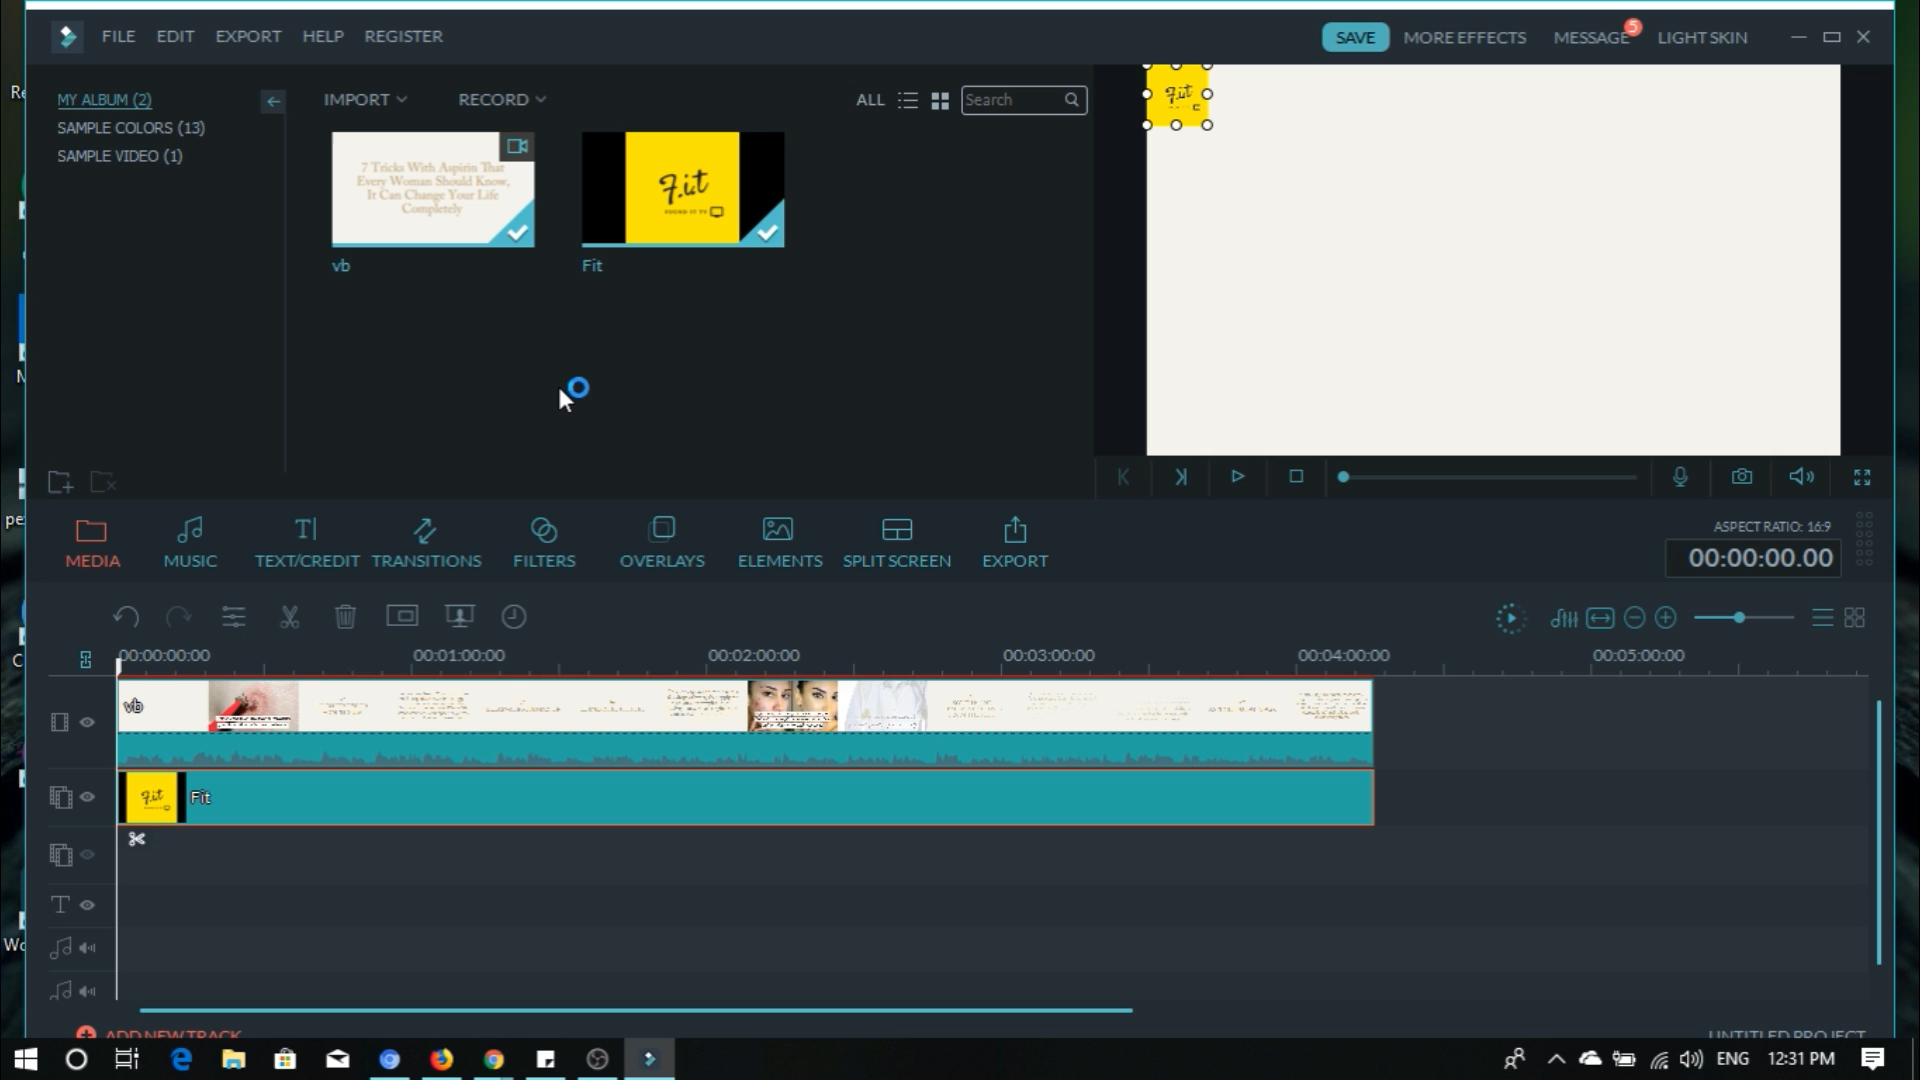 FILE EDIT EXPORT HELP REGISTER
SAVE MORE EFFECTS MESSAGE 5 LIGHT SKIN
MY ALBUM (2)
SAMPLE COLORS (13)
SAMPLE VIDEO (1)
IMPORT RECORD ALL Search
7 Tricks With Aspirin That
Every Woman Should Know,
It Can Change Your Life
Completely
vb
F.it
FOUND IT TV
Fit
F.it
MEDIA MUSIC TEXT/CREDIT TRANSITIONS FILTERS OVERLAYS ELEMENTS SPLIT SCREEN EXPORT
ASPECT RATIO: 16:9
00:00:00.00
00:00:00:00 00:01:00:00 00:02:00:00 00:03:00:00 00:04:00:00 00:05:00:00
vb
F.it
Fit
ADD NEW TRACK
UNTITLED PROJECT
ENG 12:31 PM